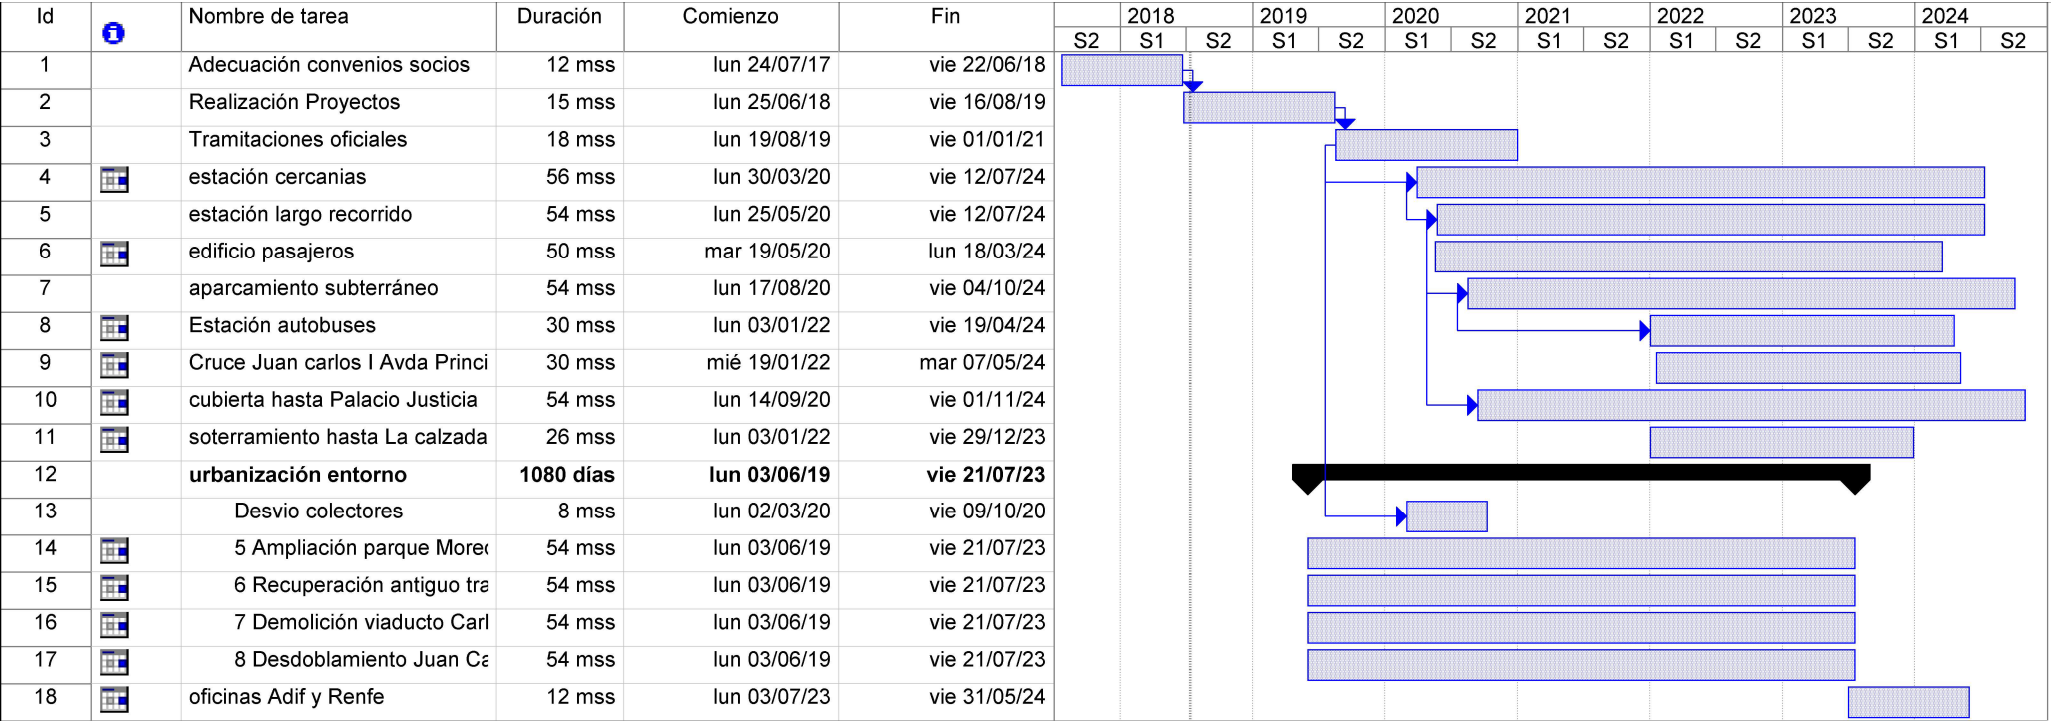 Id Nombre de tarea Duración Comienzo Fin 2018 2019 2020 2021 2022 2023 2024
S2 S1 S2 S1 S2 S1 S2 S1 S2 S1 S2 S1 S2 S1 S2
1 Adecuación convenios socios 12 mss lun 24/07/17 vie 22/06/18
2 Realización Proyectos 15 mss lun 25/06/18 vie 16/08/19
3 Tramitaciones oficiales 18 mss lun 19/08/19 vie 01/01/21
4 estación cercanias 56 mss lun 30/03/20 vie 12/07/24
5 estación largo recorrido 54 mss lun 25/05/20 vie 12/07/24
6 edificio pasajeros 50 mss mar 19/05/20 lun 18/03/24
7 aparcamiento subterráneo 54 mss lun 17/08/20 vie 04/10/24
8 Estación autobuses 30 mss lun 03/01/22 vie 19/04/24
9 Cruce Juan carlos I Avda Princi 30 mss mié 19/01/22 mar 07/05/24
10 cubierta hasta Palacio Justicia 54 mss lun 14/09/20 vie 01/11/24
11 soterramiento hasta La calzada 26 mss lun 03/01/22 vie 29/12/23
12 urbanización entorno 1080 días lun 03/06/19 vie 21/07/23
13 Desvio colectores 8 mss lun 02/03/20 vie 09/10/20
14 5 Ampliación parque More 54 mss lun 03/06/19 vie 21/07/23
15 6 Recuperación antiguo tra 54 mss lun 03/06/19 vie 21/07/23
16 7 Demolición viaducto Carl 54 mss lun 03/06/19 vie 21/07/23
17 8 Desdoblamiento Juan Ca 54 mss lun 03/06/19 vie 21/07/23
18 oficinas Adif y Renfe 12 mss lun 03/07/23 vie 31/05/24